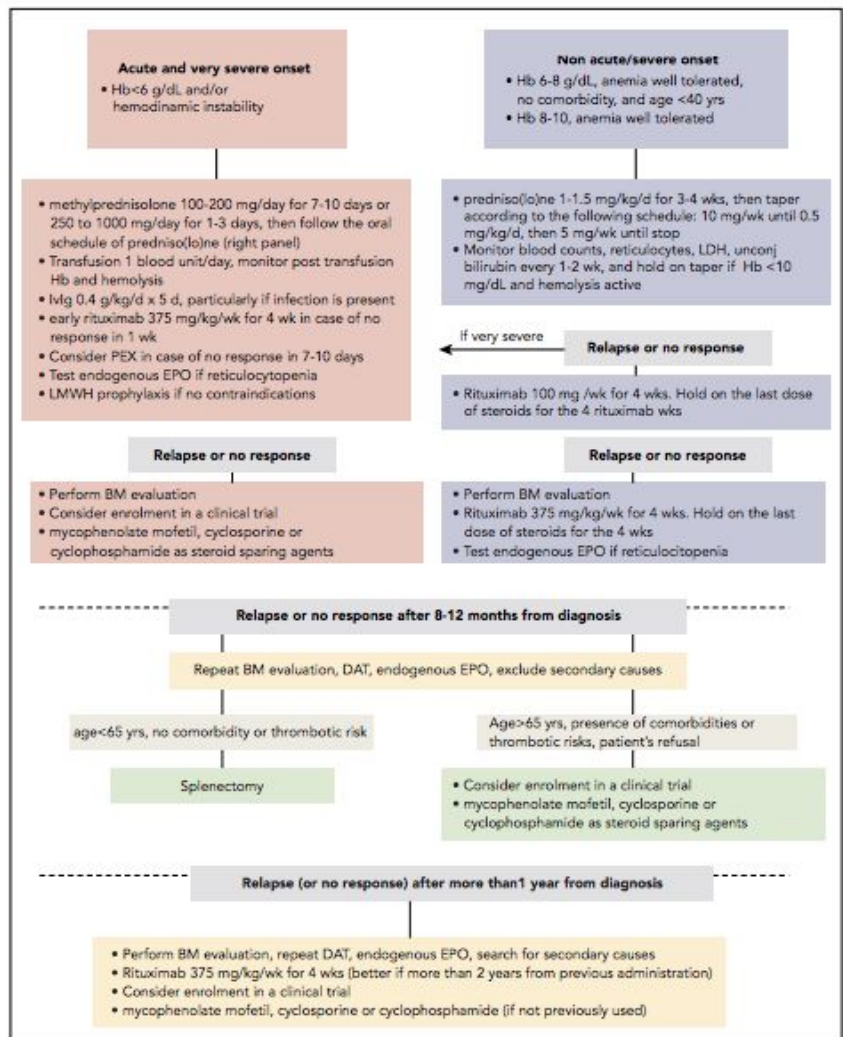 Acute and very severe onset
• Hb<6 g/dL and/or
hemodinamic instability
Non acute/severe onset
• Hb 6-8 g/dL, anemia well tolerated,
no comorbidity, and age <40 yrs
• Hb 8-10, anemia well tolerated
• methylprednisolone 100-200 mg/day for 7-10 days or
250 to 1000 mg/day for 1-3 days, then follow the oral
schedule of predniso(lo)ne (right panel)
• Transfusion 1 blood unit/day, monitor post transfusion
Hb and hemolysis
• IvIg 0.4 g/kg/d x 5 d, particularly if infection is present
• early rituximab 375 mg/kg/wk for 4 wk in case of no
response in 1 wk
• Consider PEX in case of no response in 7-10 days
• Test endogenous EPO if reticulocytopenia
• LMWH prophylaxis if no contraindications
• predniso(lo)ne 1-1.5 mg/kg/d for 3-4 wks, then taper
according to the following schedule: 10 mg/wk until 0.5
mg/kg/d, then 5 mg/wk until stop
• Monitor blood counts, reticulocytes, LDH, unconj
bilirubin every 1-2 wk, and hold on taper if Hb <10
mg/dL and hemolysis active
If very severe
Relapse or no response
• Rituximab 100 mg /wk for 4 wks. Hold on the last dose
of steroids for the 4 rituximab wks
Relapse or no response
• Perform BM evaluation
• Consider enrolment in a clinical trial
• mycophenolate mofetil, cyclosporine or
cyclophosphamide as steroid sparing agents
Relapse or no response
• Perform BM evaluation
• Rituximab 375 mg/kg/wk for 4 wks. Hold on the last
dose of steroids for the 4 wks
• Test endogenous EPO if reticulocitopenia
Relapse or no response after 8-12 months from diagnosis
Repeat BM evaluation, DAT, endogenous EPO, exclude secondary causes
age<65 yrs, no comorbidity or thrombotic risk
Splenectomy
Age>65 yrs, presence of comorbidities or
thrombotic risks, patient's refusal
• Consider enrolment in a clinical trial
• mycophenolate mofetil, cyclosporine or
cyclophosphamide as steroid sparing agents
Relapse (or no response) after more than1 year from diagnosis
• Perform BM evaluation, repeat DAT, endogenous EPO, search for secondary causes
• Rituximab 375 mg/kg/wk for 4 wks (better if more than 2 years from previous administration)
• Consider enrolment in a clinical trial
• mycophenolate mofetil, cyclosporine or cyclophosphamide (if not previously used)